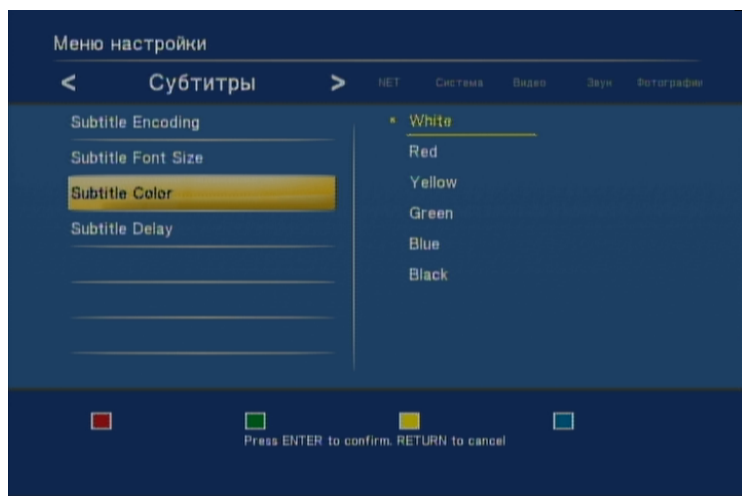 Меню настройки
< Субтитры > NET Система Видео Звук Фотографии
Subtitle Encoding
Subtitle Font Size
Subtitle Color
Subtitle Delay
White
Red
Yellow
Green
Blue
Black
Press ENTER to confirm. RETURN to cancel